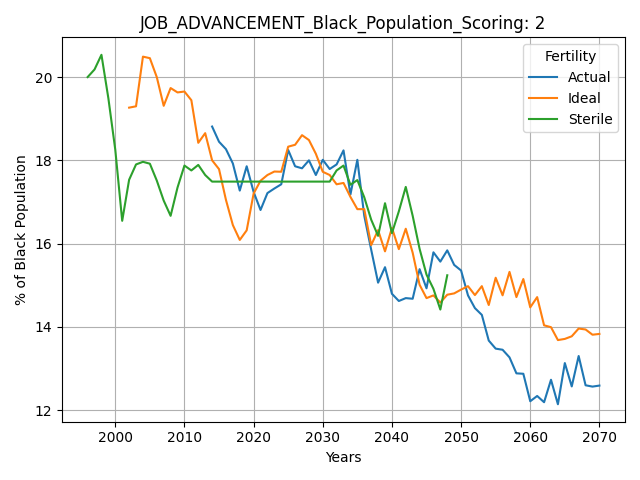 JOB_ADVANCEMENT_Black_Population_Scoring: 2
Fertility
Actual
Ideal
Sterile
% of Black Population
20
18
16
14
12
2000 2010 2020 2030 2040 2050 2060 2070
Years